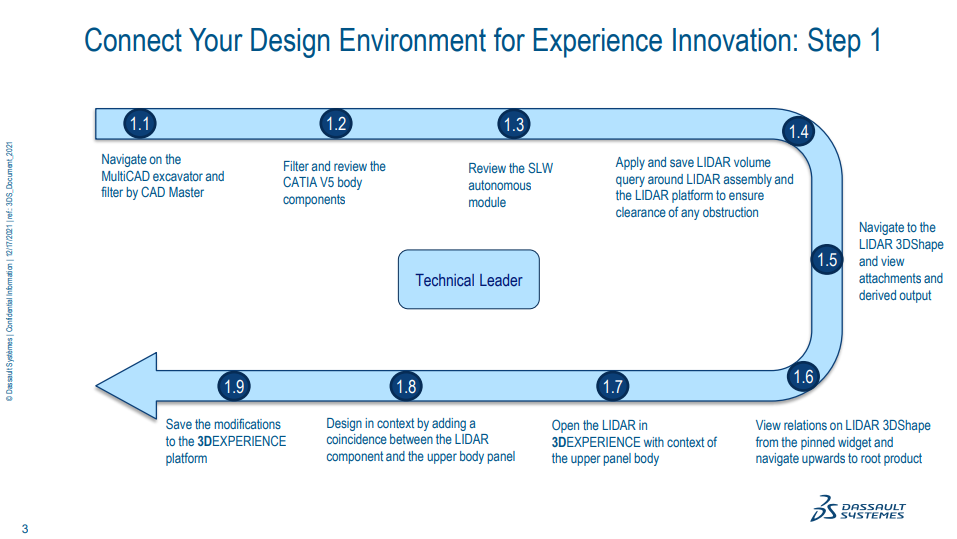 Connect Your Design Environment for Experience Innovation: Step 1
1.1
1.2
1.3
1.4
Navigate on the
MultiCAD excavator and
filter by CAD Master
Filter and review the
CATIA V5 body
components
Review the SLW
autonomous
module
Apply and save LIDAR volume
query around LIDAR assembly and
the LIDAR platform to ensure
clearance of any obstruction
1.5
Navigate to the
LIDAR 3DShape
and view
attachments and
derived output
Technical Leader
1.9
1.8
1.7
1.6
Save the modifications
to the 3DEXPERIENCE
platform
Design in context by adding a
coincidence between the LIDAR
component and the upper body panel
Open the LIDAR in
3DEXPERIENCE with context of
the upper panel body
View relations on LIDAR 3DShape
from the pinned widget and
navigate upwards to root product
© Dassault Systèmes | Confidential Information | 12/17/2021 | ref.: 3DS_Document_2021
3
3DS DASSAULT
SYSTEMES